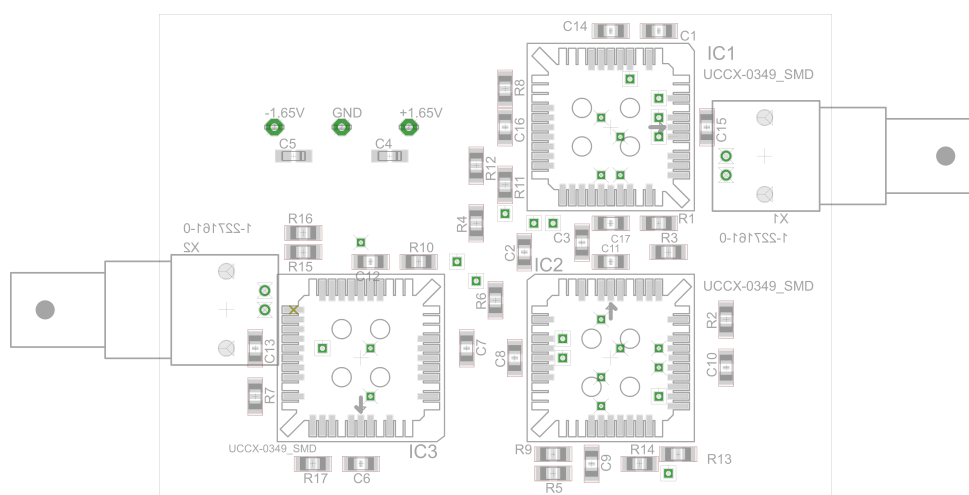 C14
C1
IC1
UCCX-0349_SMD
R8
-1,65V
GND
+1,65V
C16
C15
C5
C4
R12
R11
R4
R1
X1
1-227161-0
R16
1-227161-0
X2
C2
C3
C17
R3
R15
C12
R10
C11
IC2
UCCX-0349_SMD
R6
R2
C13
C7
C8
C10
R7
UCCX-0349_SMD
IC3
R9
R17
C6
C9
R14
R13
R5